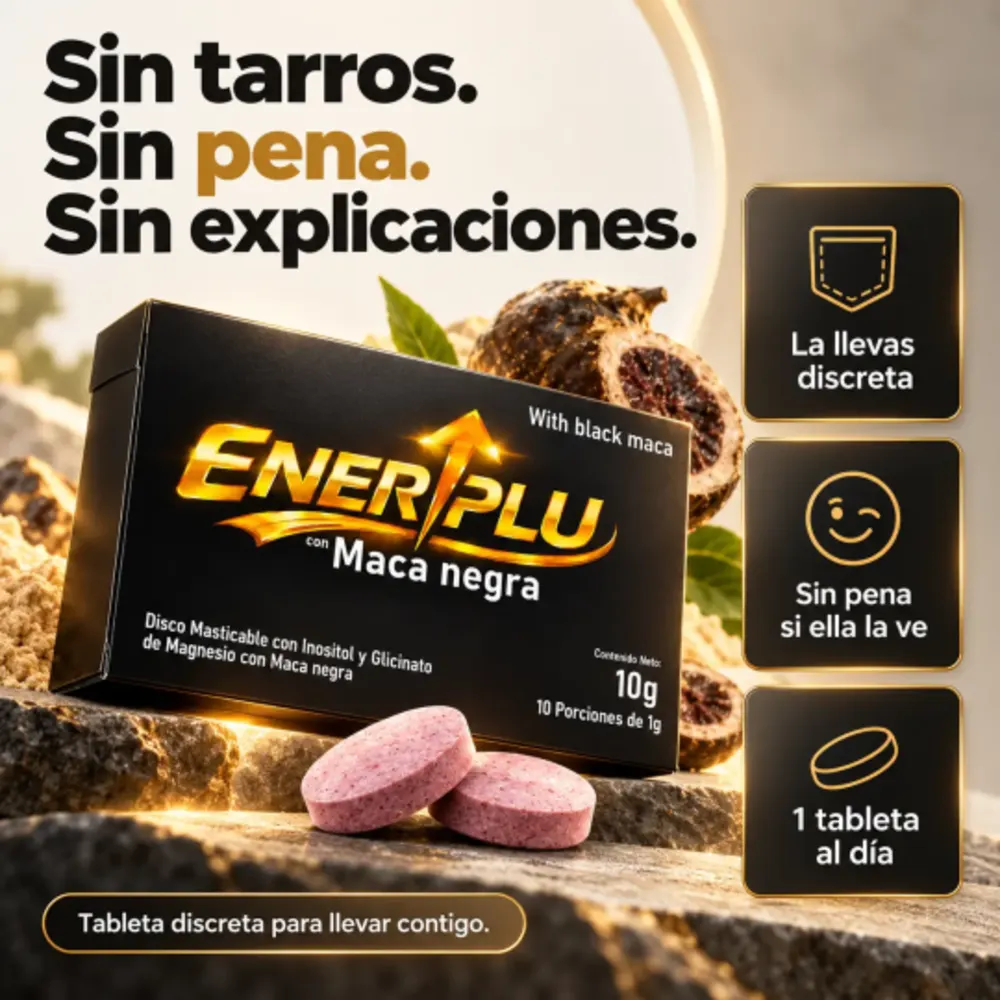 Sin tarros.
Sin pena.
Sin explicaciones.
With black maca
ENERPLU
con Maca negra
Disco Masticable con Inositol y Glicinato
de Magnesio con Maca negra
Contenido Neto:
10g
10 Porciones de 1g
La llevas
discreta
Sin pena
si ella la ve
1 tableta
al día
Tableta discreta para llevar contigo.